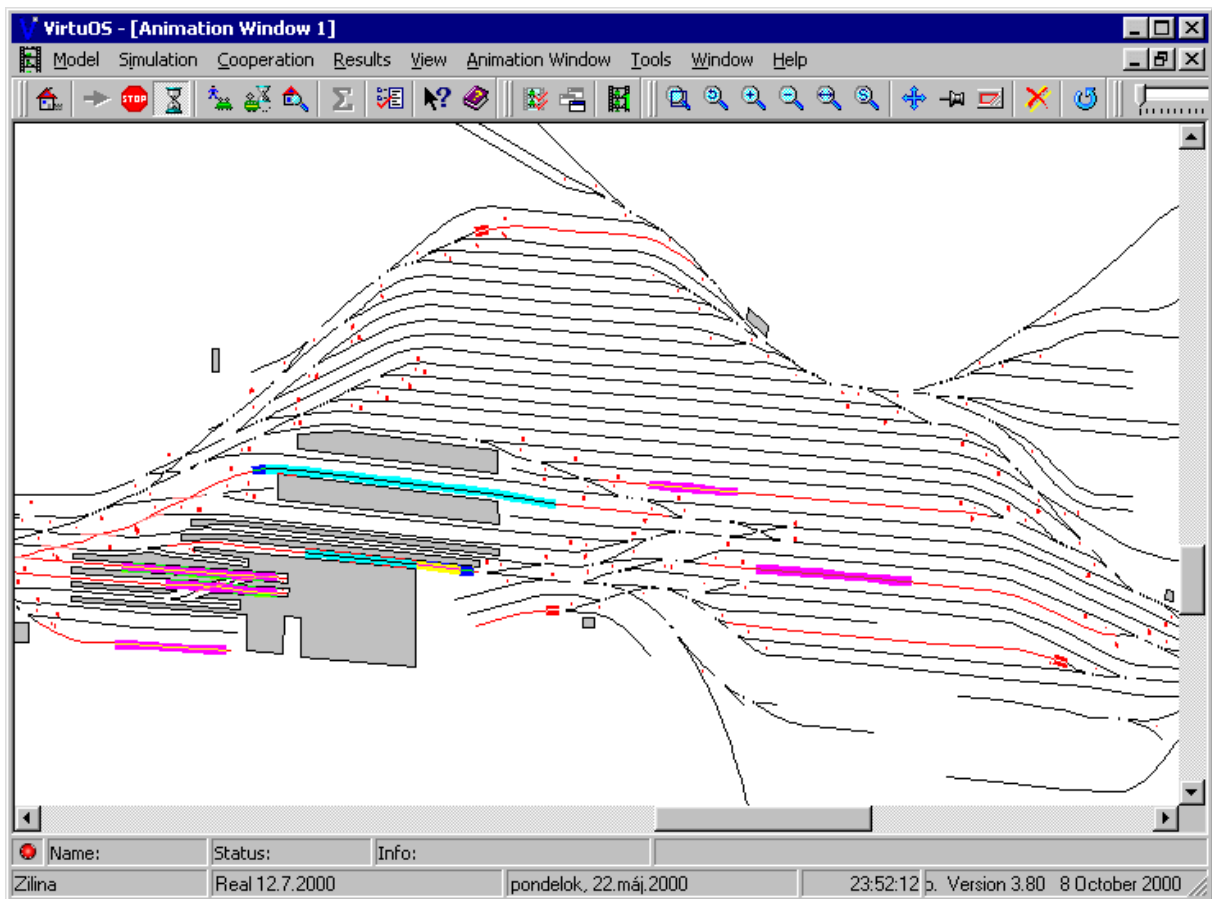 VirtuOS - [Animation Window 1]
Model Simulation Cooperation Results View Animation Window Tools Window Help
STOP
Name: Status: Info:
Zilina Real 12.7.2000 pondelok, 22.máj.2000 23:52:12 o. Version 3.80 8 October 2000